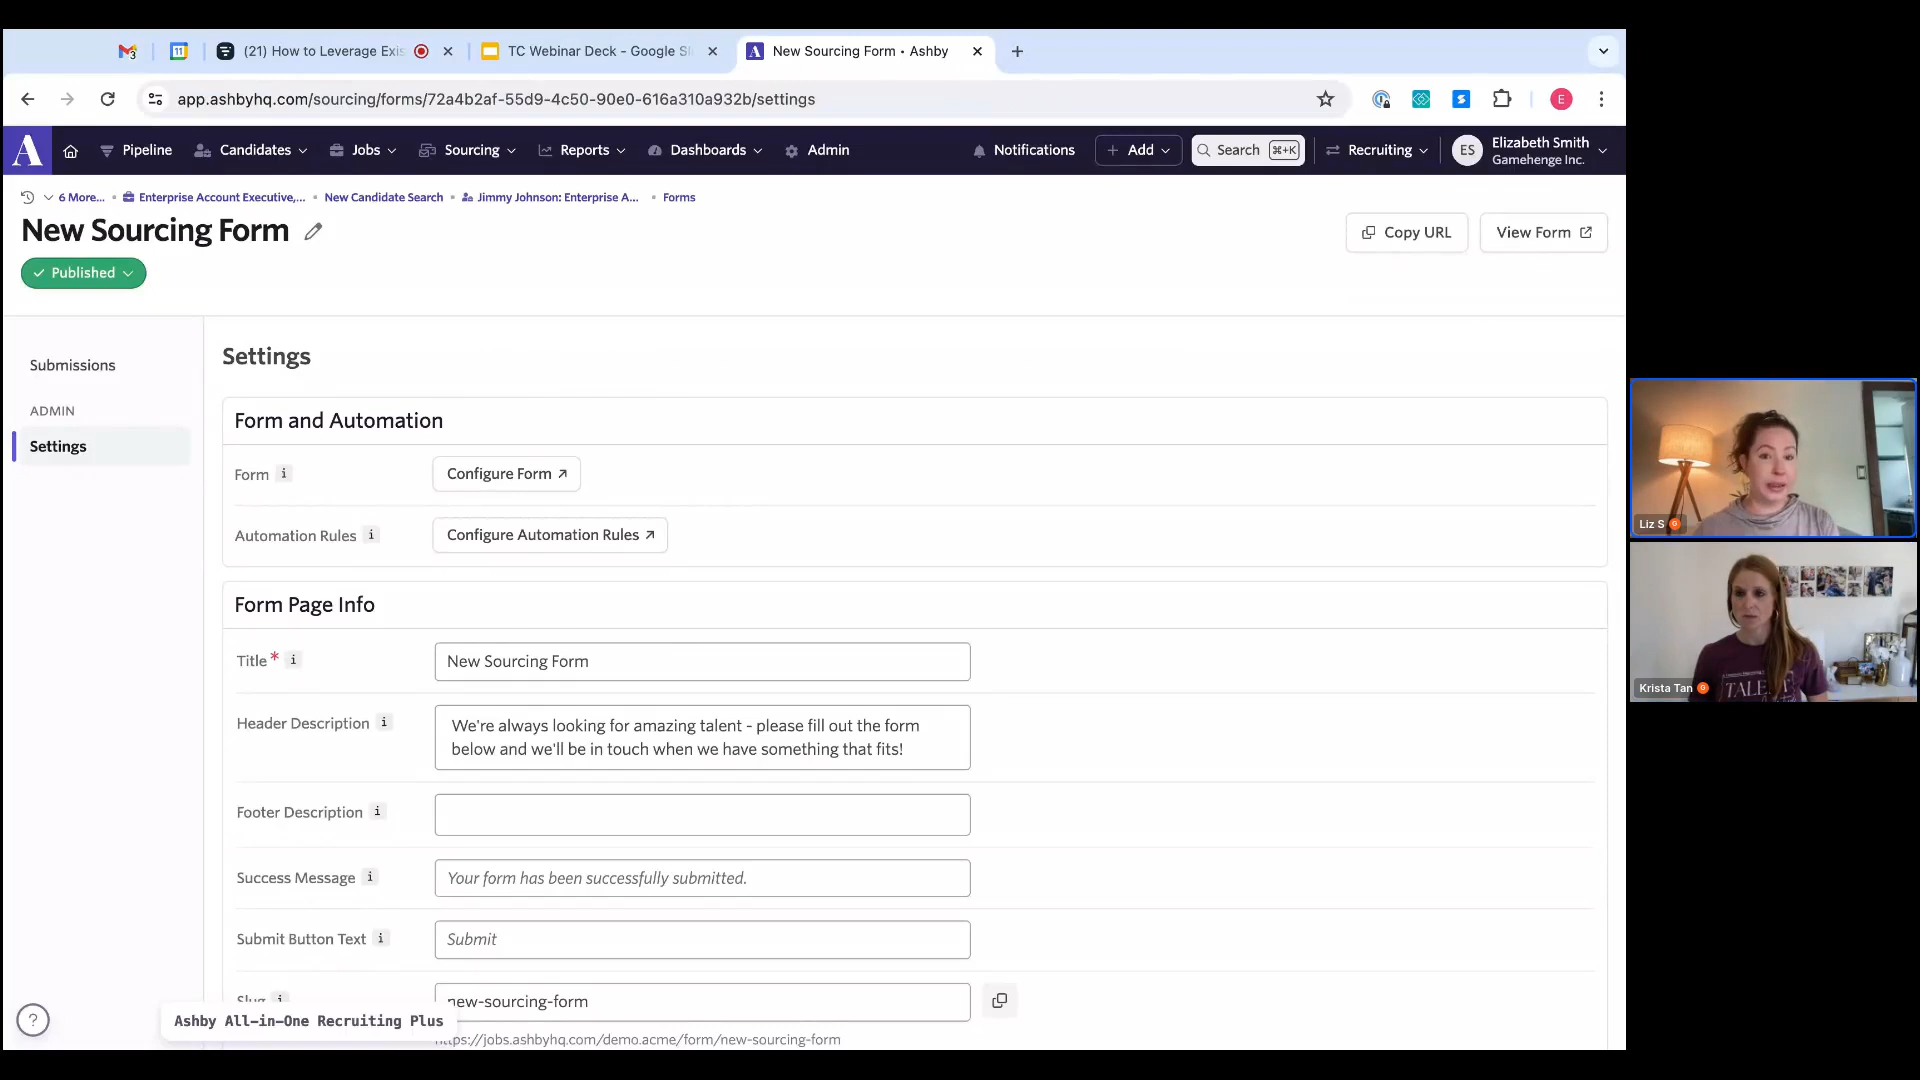 (21) How to Leverage Exis
TC Webinar Deck - Google Sl
New Sourcing Form • Ashby
app.ashbyhq.com/sourcing/forms/72a4b2af-55d9-4c50-90e0-616a310a932b/settings
E
A
Pipeline
Candidates
Jobs
Sourcing
Reports
Dashboards
Admin
Notifications
+ Add
Search ⌘+K
Recruiting
ES
Elizabeth Smith
Gamehenge Inc.
6 More...
Enterprise Account Executive,...
New Candidate Search
Jimmy Johnson: Enterprise A...
Forms
New Sourcing Form
Copy URL
View Form
Published
Submissions
ADMIN
Settings
Settings
Form and Automation
Form i
Configure Form ↗
Automation Rules i
Configure Automation Rules ↗
Form Page Info
Title* i
New Sourcing Form
Header Description i
We're always looking for amazing talent - please fill out the form
below and we'll be in touch when we have something that fits!
Footer Description i
Success Message i
Your form has been successfully submitted.
Submit Button Text i
Submit
Slug i
new-sourcing-form
https://jobs.ashbyhq.com/demo.acme/form/new-sourcing-form
?
Ashby All-in-One Recruiting Plus
Liz S
Krista Tan